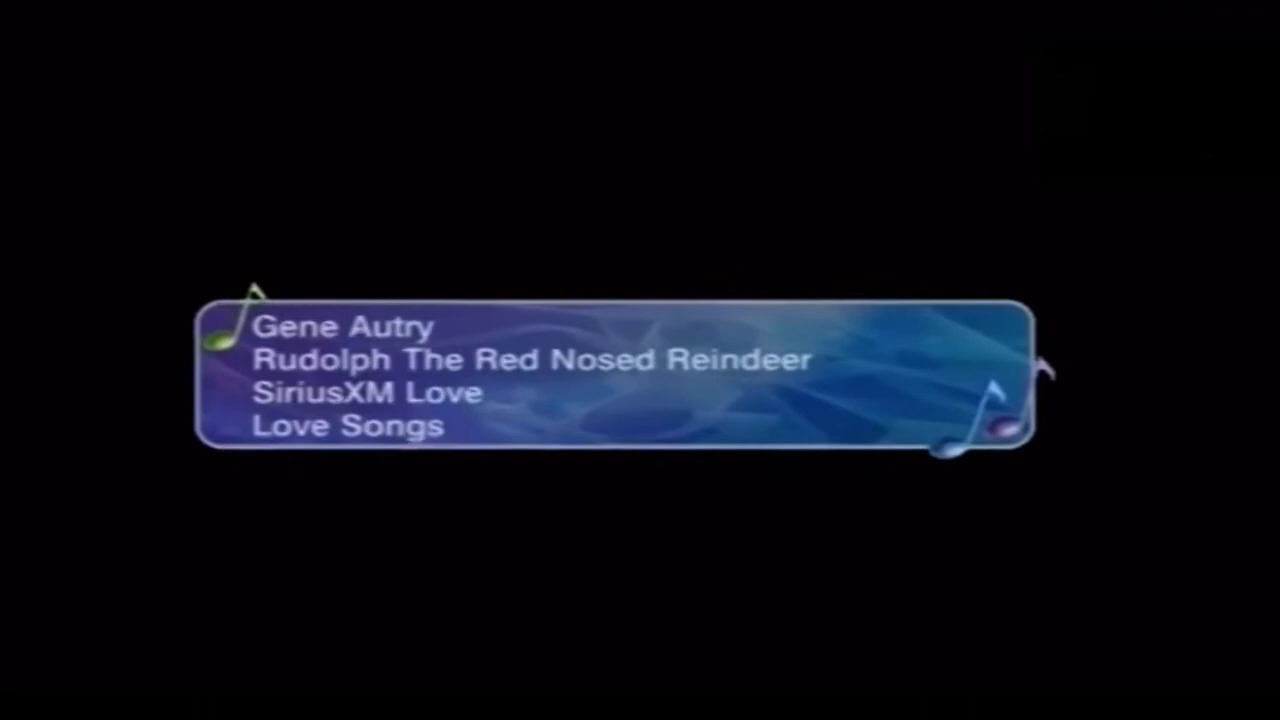 Gene Autry
Rudolph The Red Nosed Reindeer
SiriusXM Love
Love Songs